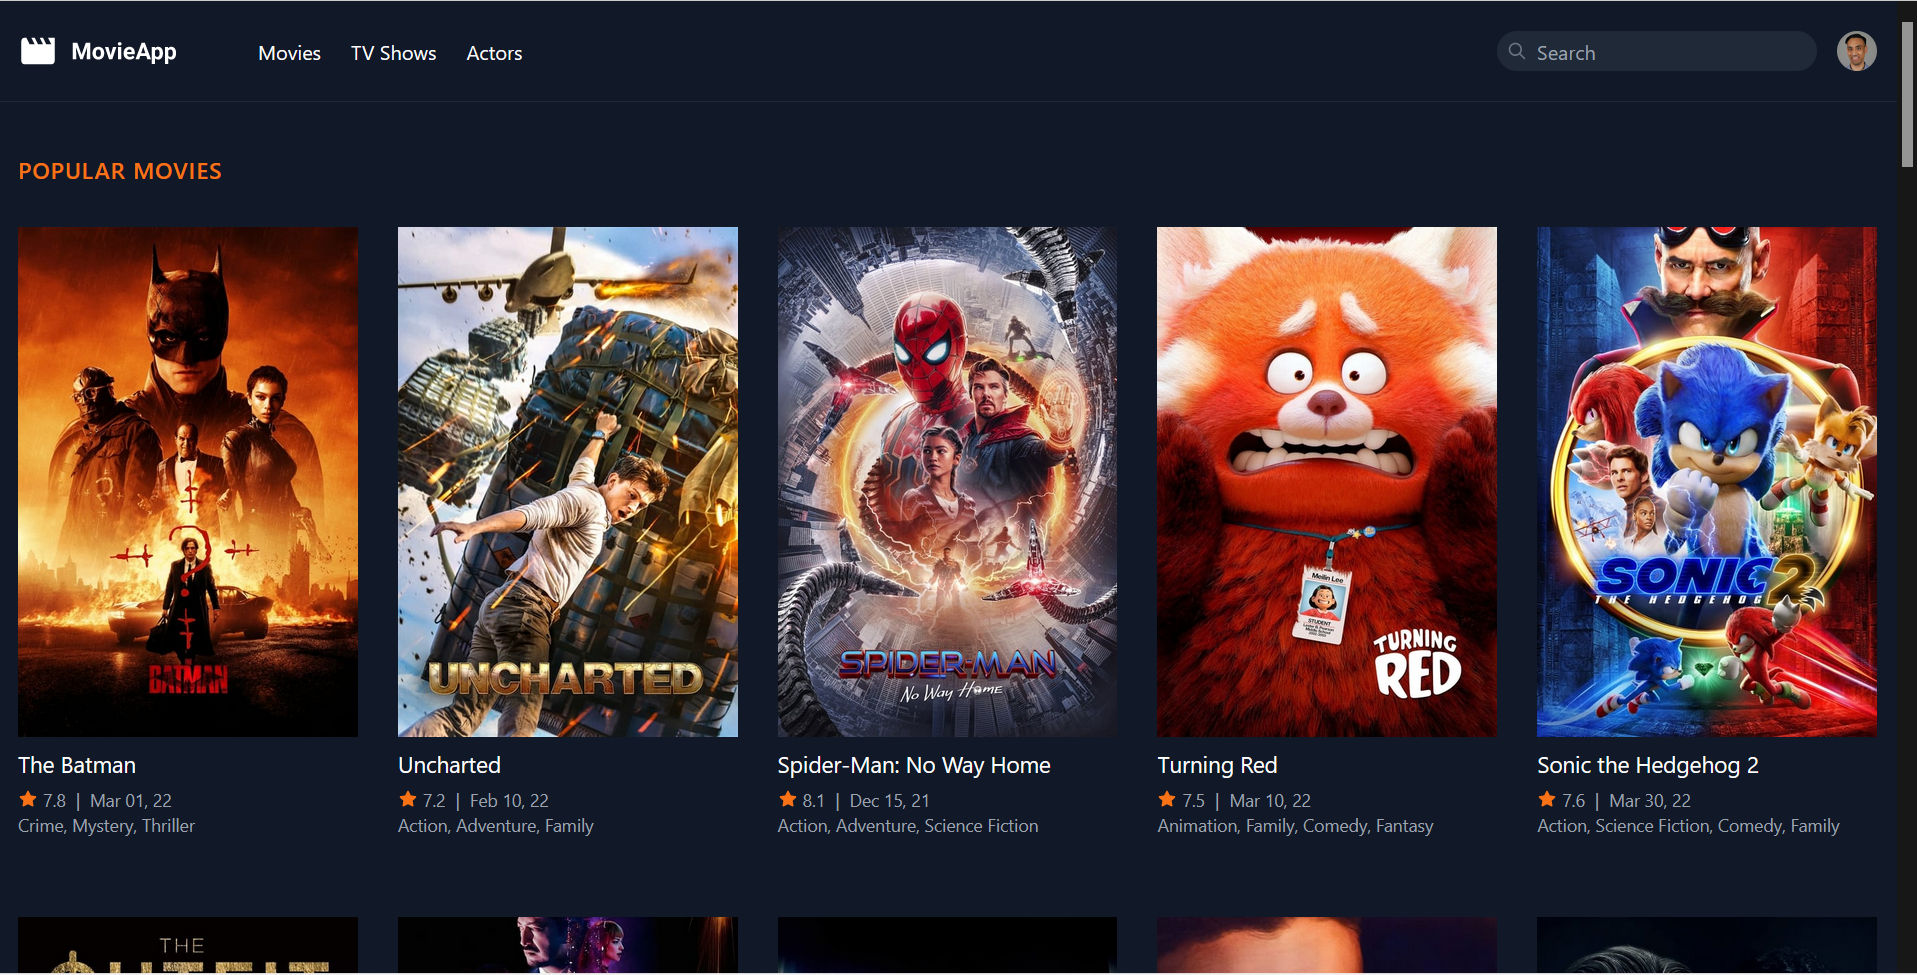 MovieApp
Movies
TV Shows
Actors
Search
POPULAR MOVIES
BATMAN
UNCHARTED
SPIDER-MAN
No Way Home
Meilin Lee
STUDENT
TURNING
RED
SONIC 2
THE HEDGEHOG
The Batman
7.8 | Mar 01, 22
Crime, Mystery, Thriller
Uncharted
7.2 | Feb 10, 22
Action, Adventure, Family
Spider-Man: No Way Home
8.1 | Dec 15, 21
Action, Adventure, Science Fiction
Turning Red
7.5 | Mar 10, 22
Animation, Family, Comedy, Fantasy
Sonic the Hedgehog 2
7.6 | Mar 30, 22
Action, Science Fiction, Comedy, Family
THE
OUTFIT